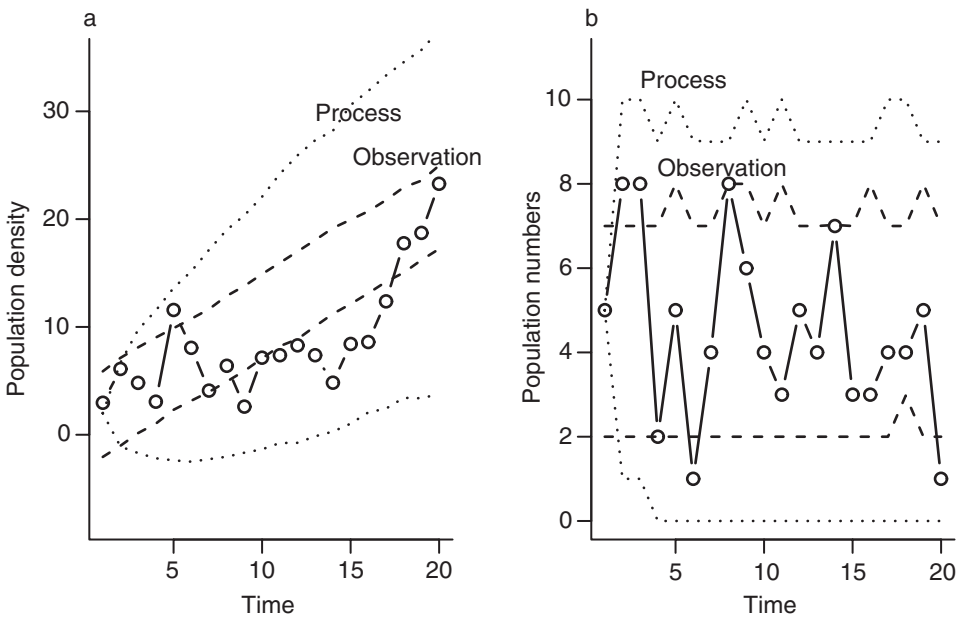 a
Population density
30
20
10
0
Process
Observation
5 10 15 20
Time
b
Population numbers
10
8
6
4
2
0
Process
Observation
5 10 15 20
Time